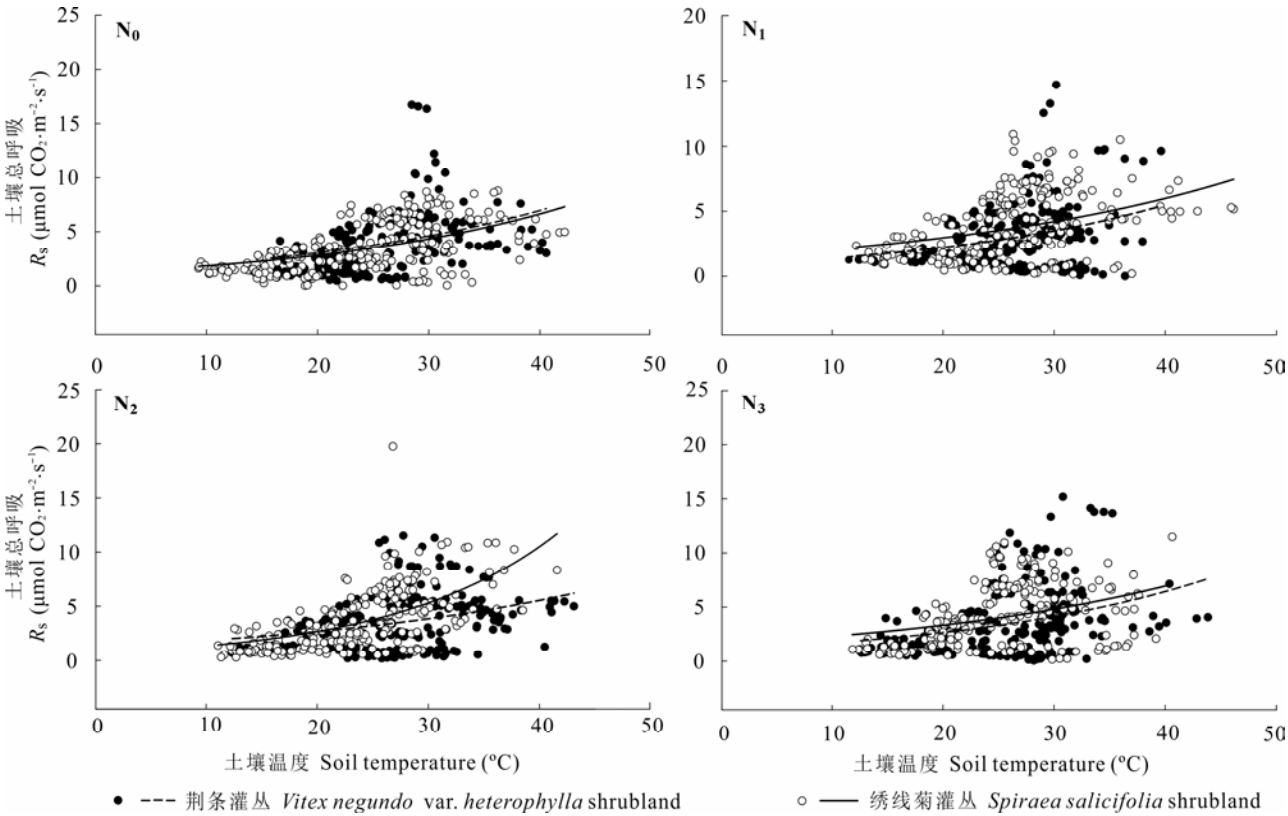 N₀
25
20
15
10
5
0
土壤总呼吸
Rs (μmol CO₂·m⁻²·s⁻¹)
0 10 20 30 40 50
N₁
20
15
10
5
0
0 10 20 30 40 50
N₂
25
20
15
10
5
0
土壤总呼吸
Rs (μmol CO₂·m⁻²·s⁻¹)
0 10 20 30 40 50
土壤温度 Soil temperature (ºC)
N₃
25
20
15
10
5
0
0 10 20 30 40 50
土壤温度 Soil temperature (ºC)
荆条灌丛 Vitex negundo var. heterophylla shrubland
绣线菊灌丛 Spiraea salicifolia shrubland